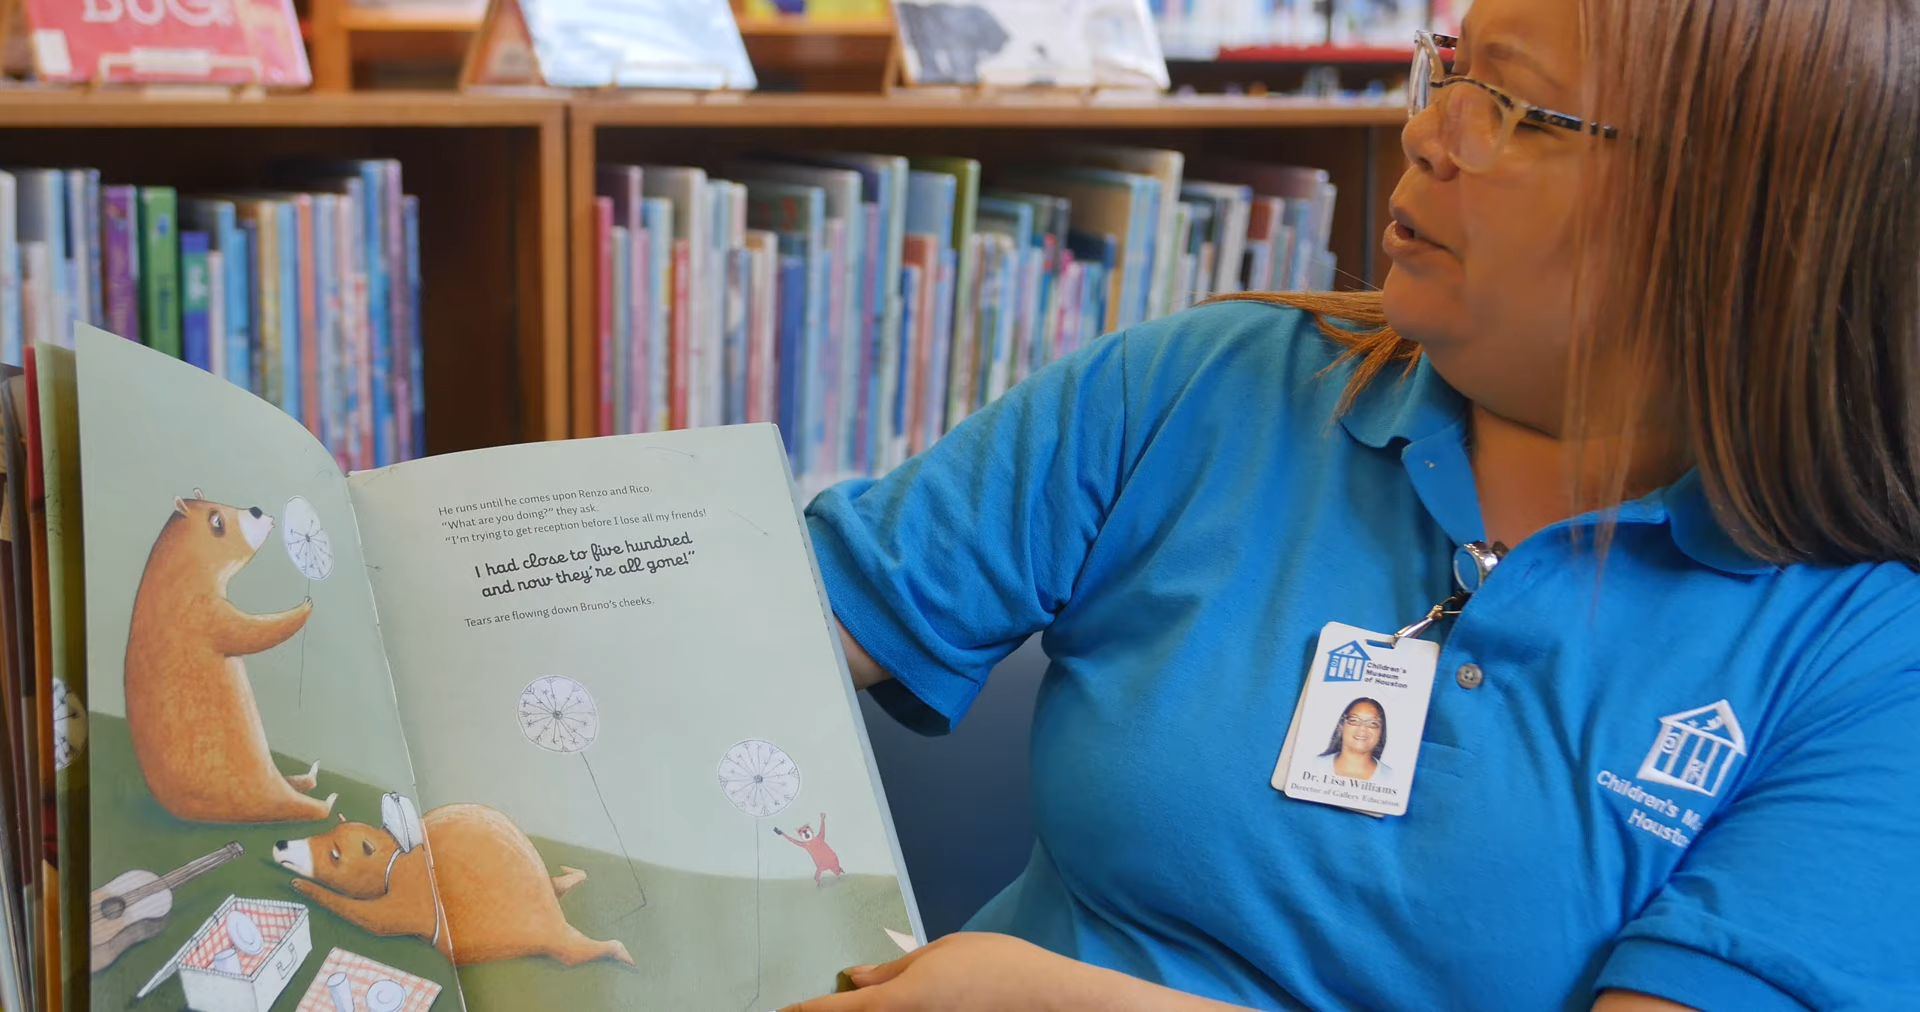 BUG!
He runs until he comes upon Renzo and Rico.
"What are you doing?" they ask.
"I'm trying to get reception before I lose all my friends!
I had close to five hundred
and now they're all gone!"
Tears are flowing down Bruno's cheeks.
Children's
Museum
of Houston
Dr. Lisa Williams
Director of Gallery Education
Children's
Houston